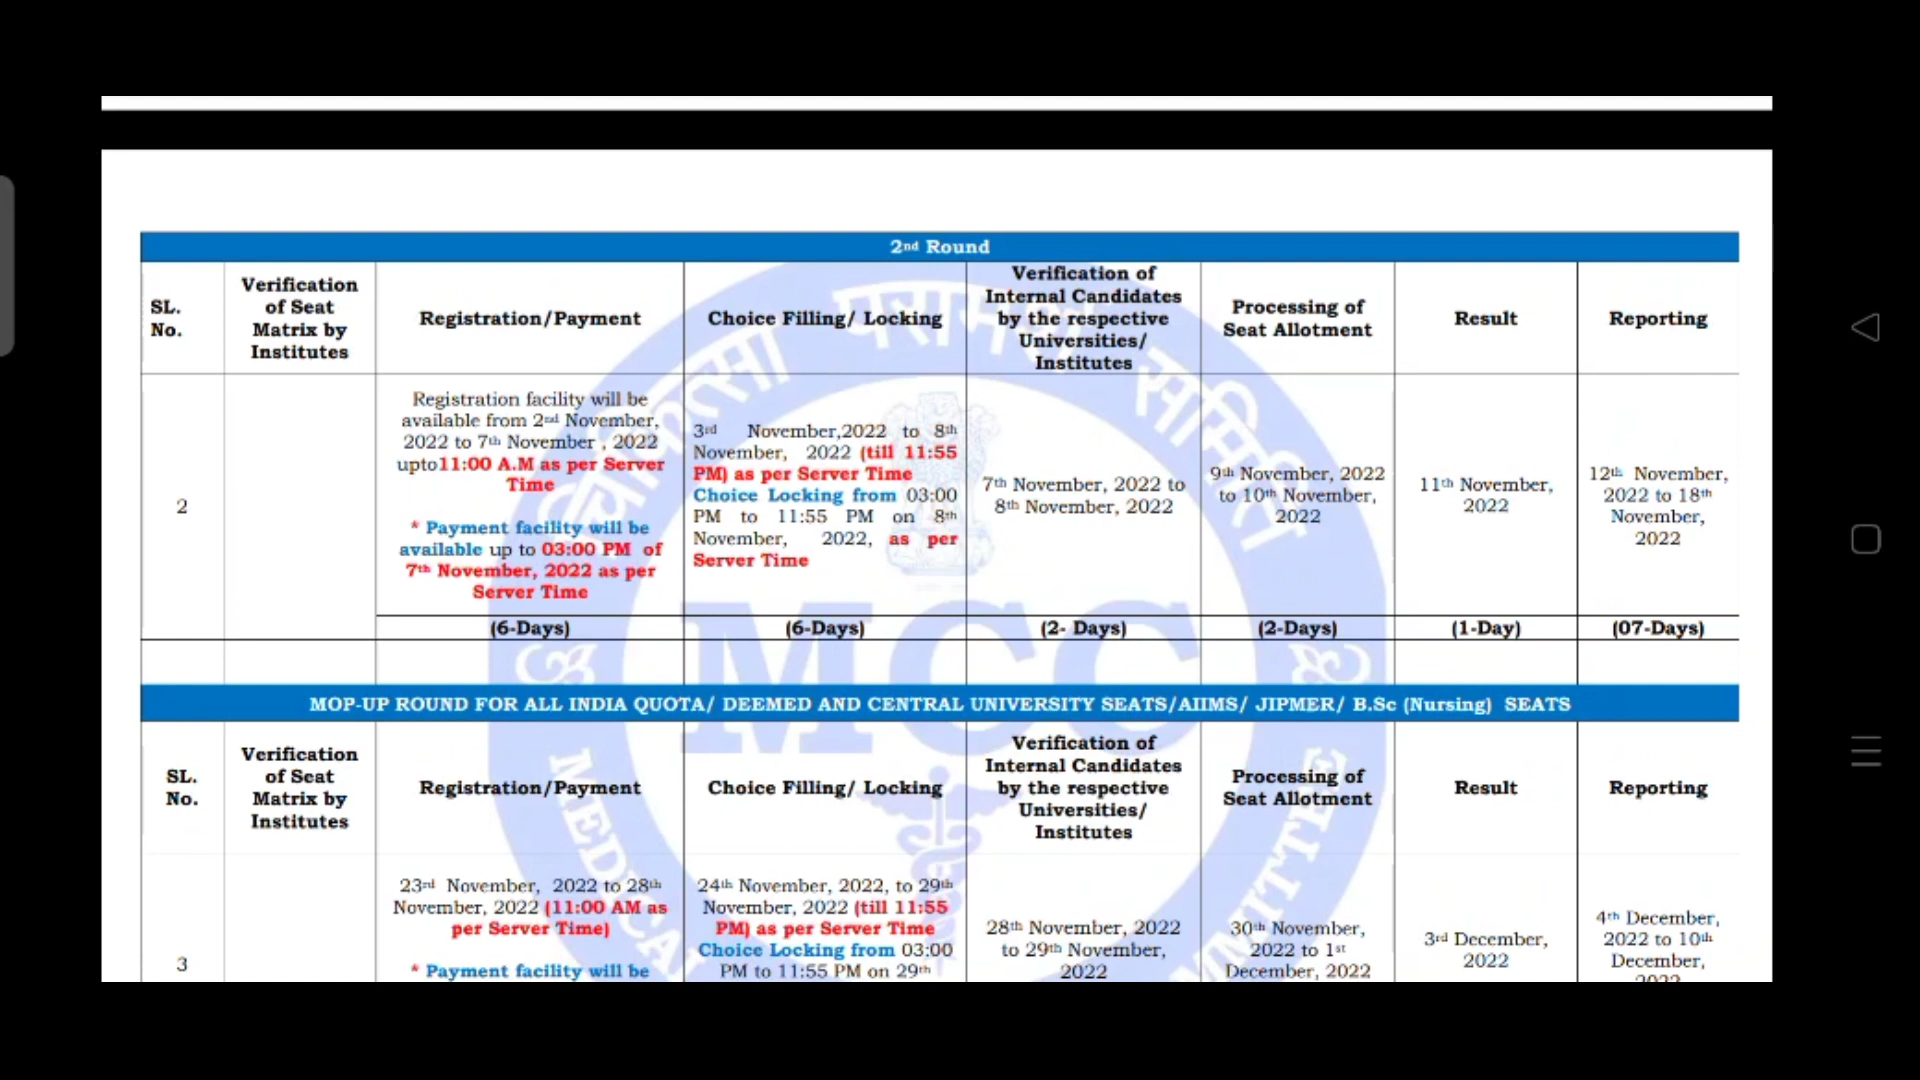 2nd Round
SL.
No.
Verification
of Seat
Matrix by
Institutes
Registration/Payment
Choice Filling/ Locking
Verification of
Internal Candidates
by the respective
Universities/
Institutes
Processing of
Seat Allotment
Result
Reporting
2
Registration facility will be
available from 2nd November,
2022 to 7th November , 2022
upto11:00 A.M as per Server
Time
* Payment facility will be
available up to 03:00 PM of
7th November, 2022 as per
Server Time
3rd November,2022 to 8th
November, 2022 (till 11:55
PM) as per Server Time
Choice Locking from 03:00
PM to 11:55 PM on 8th
November, 2022, as per
Server Time
7th November, 2022 to
8th November, 2022
9th November, 2022
to 10th November,
2022
11th November,
2022
12th November,
2022 to 18th
November,
2022
(6-Days)
(6-Days)
(2- Days)
(2-Days)
(1-Day)
(07-Days)
MOP-UP ROUND FOR ALL INDIA QUOTA/ DEEMED AND CENTRAL UNIVERSITY SEATS/AIIMS/ JIPMER/ B.Sc (Nursing) SEATS
SL.
No.
Verification
of Seat
Matrix by
Institutes
Registration/Payment
Choice Filling/ Locking
Verification of
Internal Candidates
by the respective
Universities/
Institutes
Processing of
Seat Allotment
Result
Reporting
3
23rd November, 2022 to 28th
November, 2022 (11:00 AM as
per Server Time)
* Payment facility will be
24th November, 2022, to 29th
November, 2022 (till 11:55
PM) as per Server Time
Choice Locking from 03:00
PM to 11:55 PM on 29th
28th November, 2022
to 29th November,
2022
30th November,
2022 to 1st
December, 2022
3rd December,
2022
4th December,
2022 to 10th
December,
2022
चिकित्सा परामर्श समिति
MCC